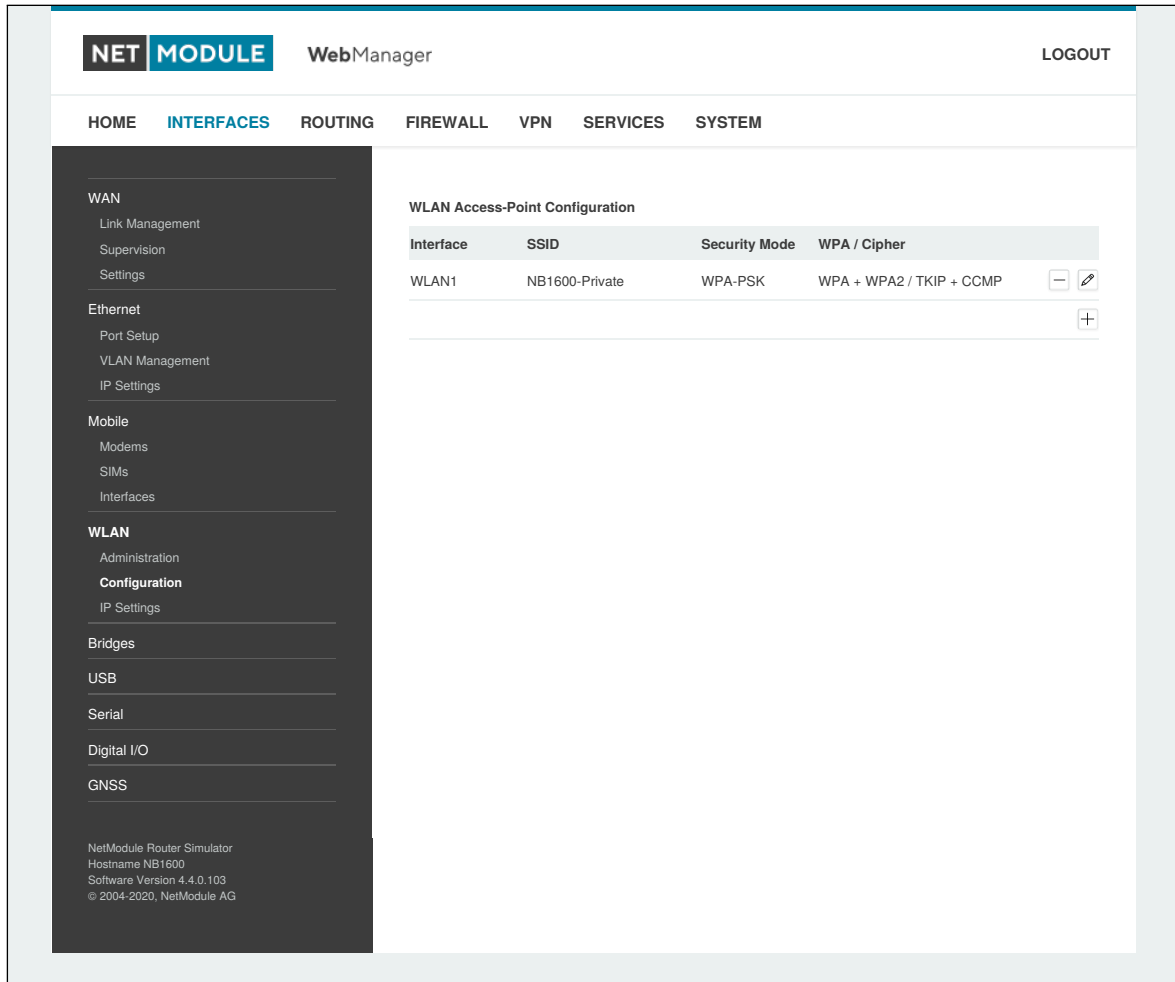 NET MODULE WebManager LOGOUT
HOME INTERFACES ROUTING FIREWALL VPN SERVICES SYSTEM
WAN
Link Management
Supervision
Settings
Ethernet
Port Setup
VLAN Management
IP Settings
Mobile
Modems
SIMs
Interfaces
WLAN
Administration
Configuration
IP Settings
Bridges
USB
Serial
Digital I/O
GNSS
NetModule Router Simulator
Hostname NB1600
Software Version 4.4.0.103
© 2004-2020, NetModule AG
WLAN Access-Point Configuration
Interface SSID Security Mode WPA / Cipher
WLAN1 NB1600-Private WPA-PSK WPA + WPA2 / TKIP + CCMP